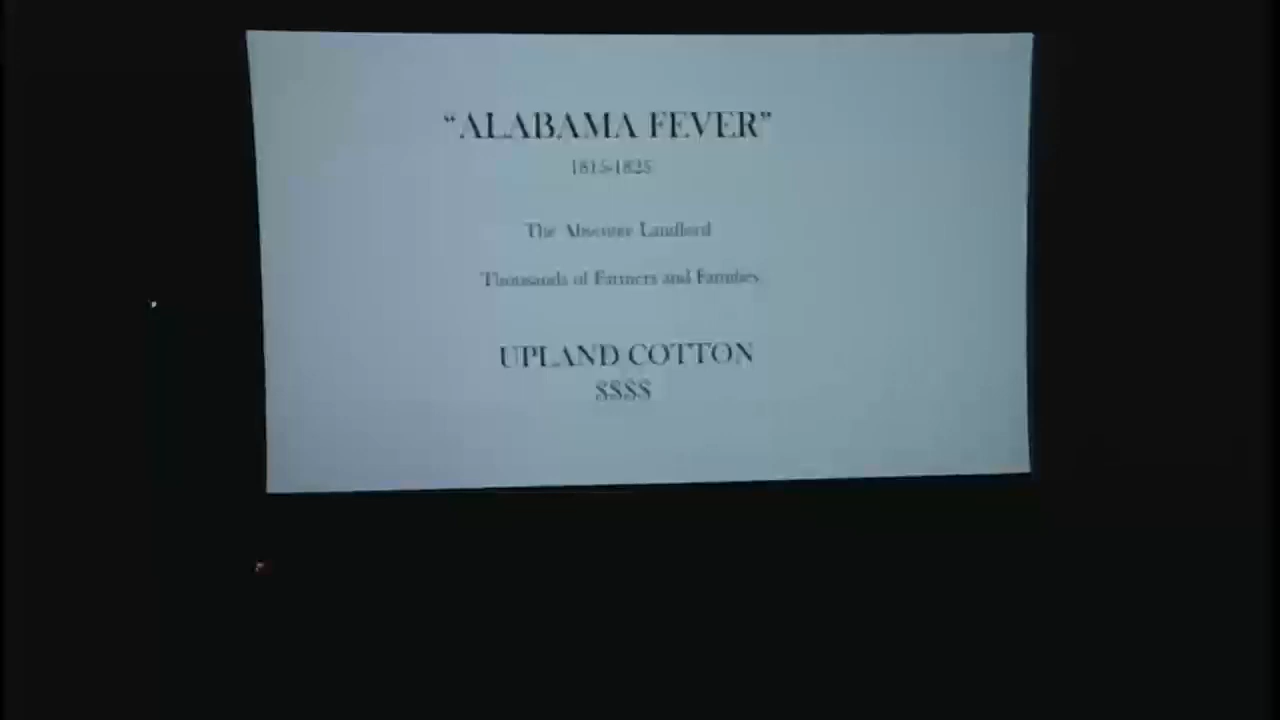 “ALABAMA FEVER”
1815-1825
The Absentee Landlord
Thousands of Farmers and Families
UPLAND COTTON
$$$$